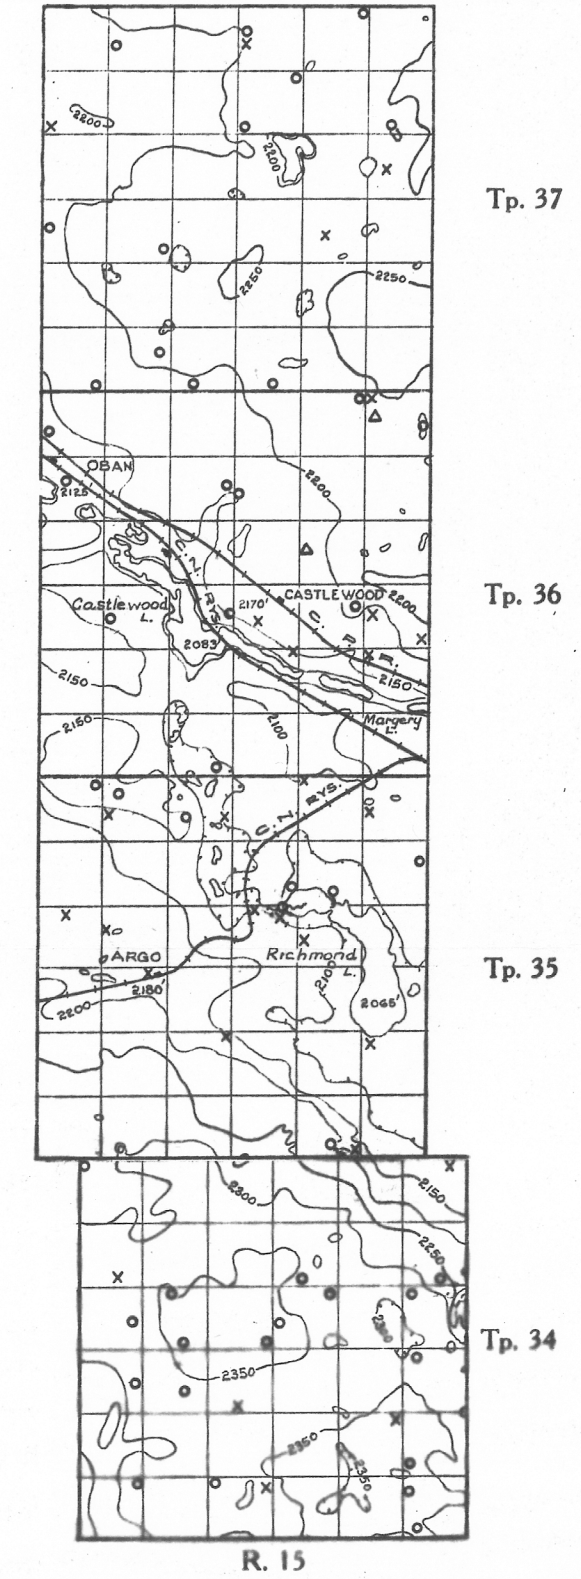 2200
2200
Tp. 37
2250
2250
OBAN
2125'
2200
C. N. RYS.
Castlewood
L.
2170'
CASTLEWOOD
2200
Tp. 36
C. P. R.
2083
2150
2150
2150
2100
Margery
L.
C. N. RYS.
ARGO
2180'
Richmond
L.
2100
2065'
Tp. 35
2200
2300
2150
2250
2300
Tp. 34
2350
2350
2350
R. 15